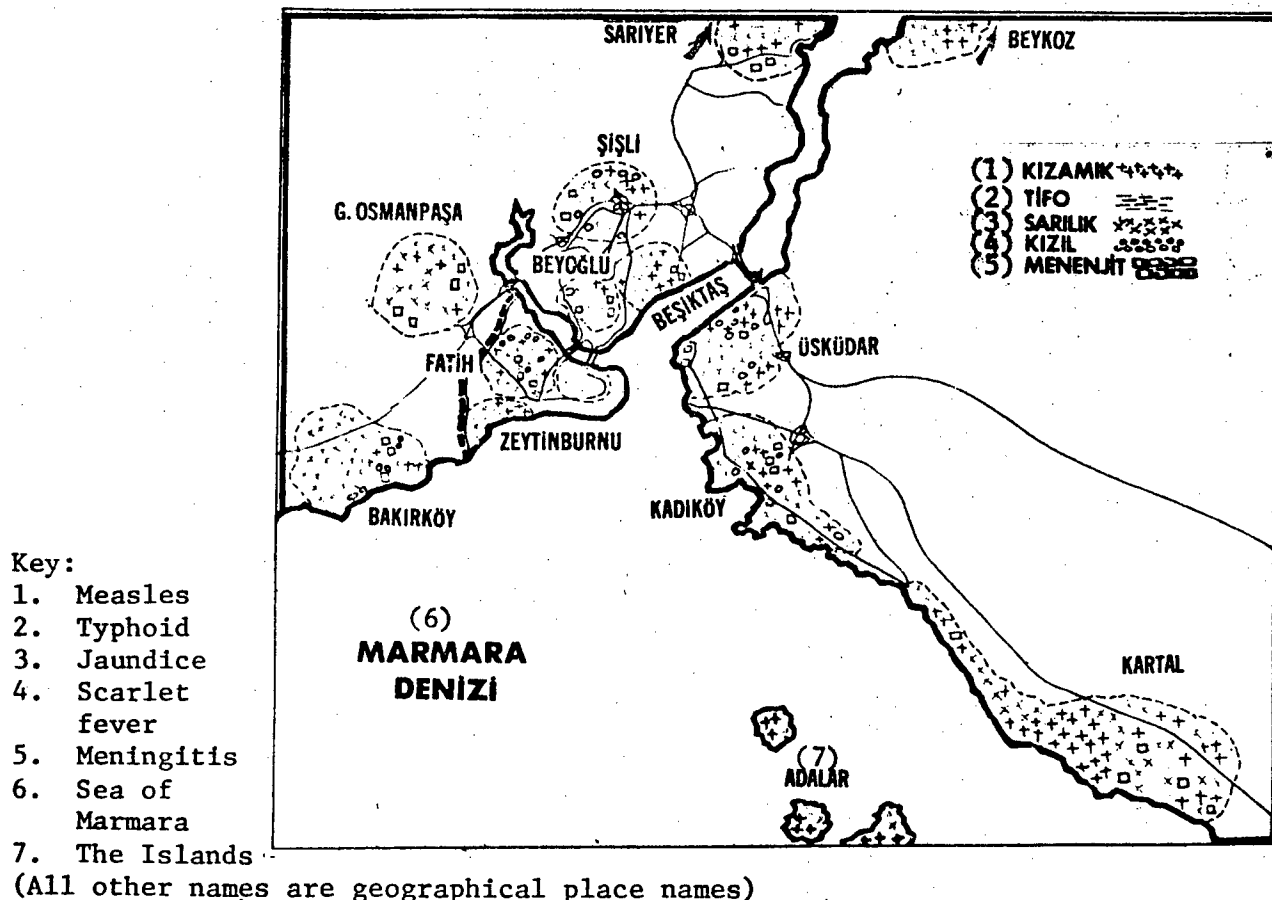 SARIYER
BEYKOZ
ŞİŞLİ
(1) KIZAMIK
(2) TİFO
(3) SARILIK
(4) KIZIL
(5) MENENJİT
G. OSMANPAŞA
BEYOĞLU
BEŞİKTAŞ
ÜSKÜDAR
FATİH
ZEYTİNBURNU
BAKIRKÖY
KADIKÖY
Key:
1. Measles
2. Typhoid
3. Jaundice
4. Scarlet
fever
5. Meningitis
6. Sea of
Marmara
7. The Islands
(All other names are geographical place names)
(6)
MARMARA
DENİZİ
KARTAL
(7)
ADALAR